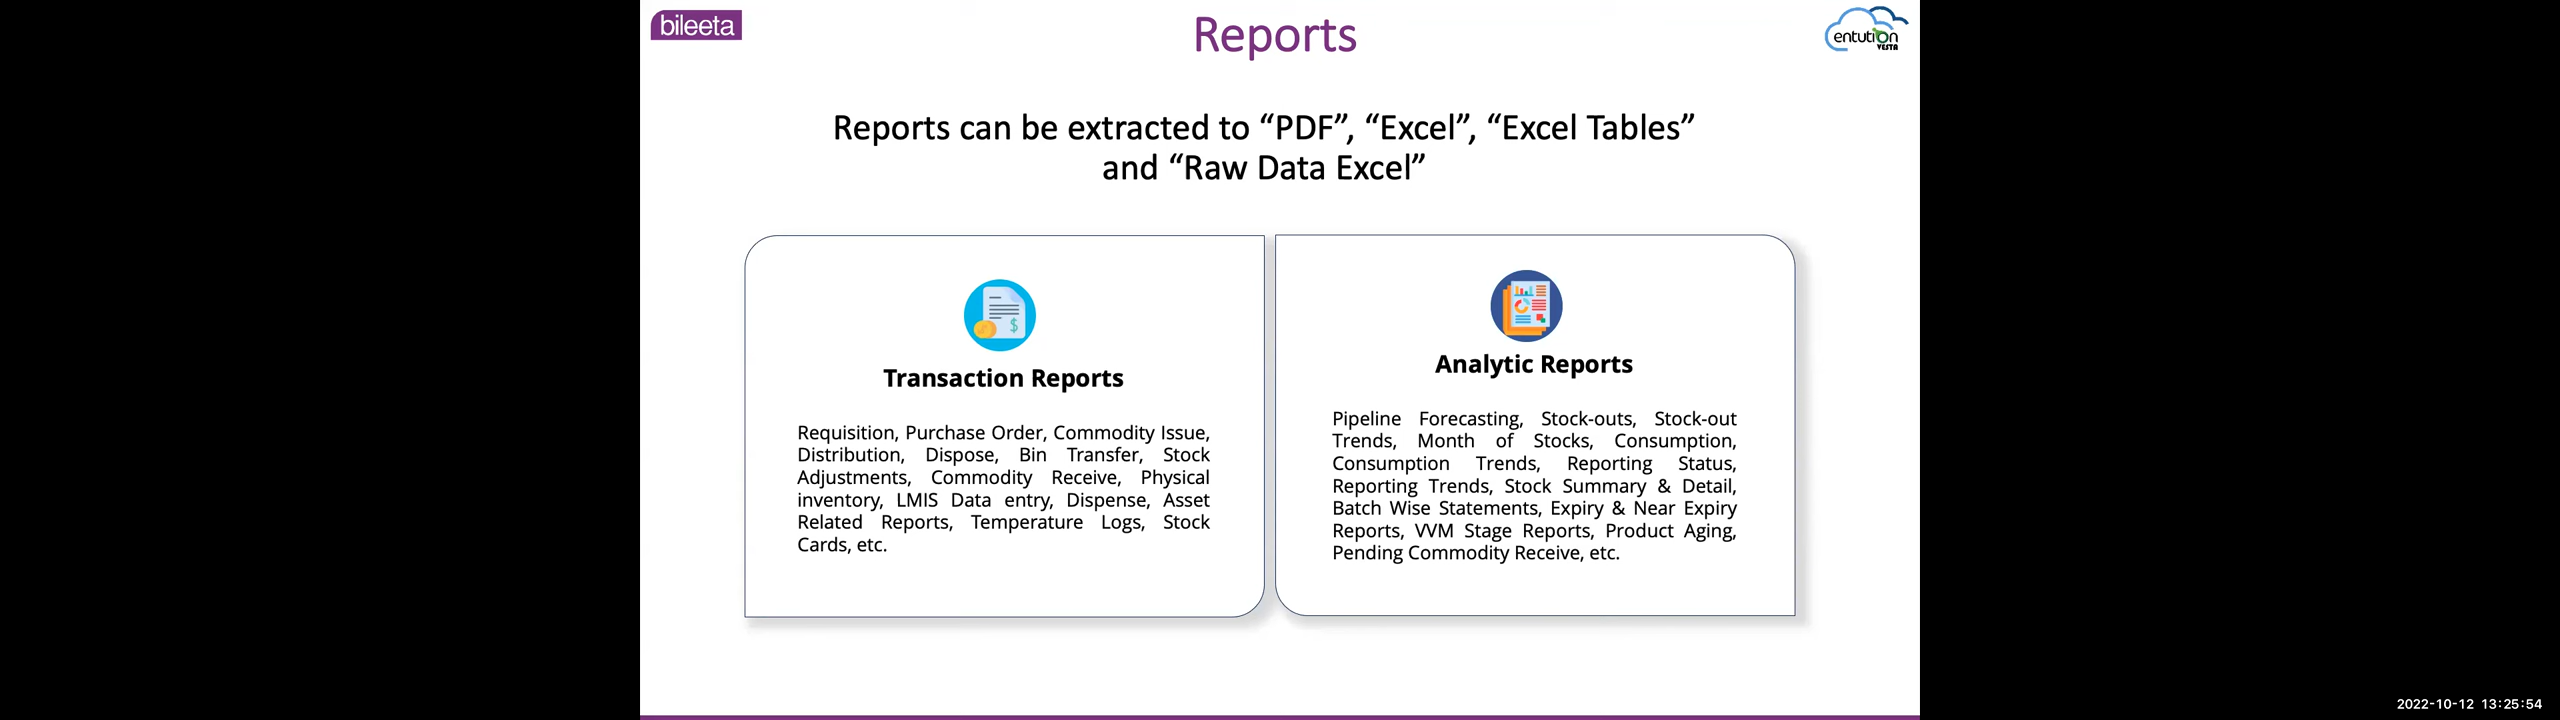 bileeta
Reports
entution
VESTA
Reports can be extracted to “PDF”, “Excel”, “Excel Tables”
and “Raw Data Excel”
Transaction Reports
Requisition, Purchase Order, Commodity Issue,
Distribution, Dispose, Bin Transfer, Stock
Adjustments, Commodity Receive, Physical
inventory, LMIS Data entry, Dispense, Asset
Related Reports, Temperature Logs, Stock
Cards, etc.
Analytic Reports
Pipeline Forecasting, Stock-outs, Stock-out
Trends, Month of Stocks, Consumption,
Consumption Trends, Reporting Status,
Reporting Trends, Stock Summary & Detail,
Batch Wise Statements, Expiry & Near Expiry
Reports, VVM Stage Reports, Product Aging,
Pending Commodity Receive, etc.
2022-10-12 13:25:54